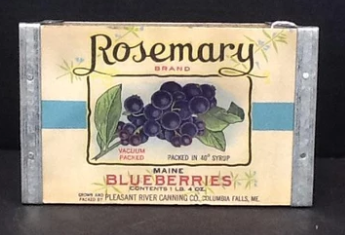 Rosemary
BRAND
VACUUM
PACKED
PACKED IN 40° SYRUP
MAINE
BLUEBERRIES
CONTENTS 1 LB. 4 OZ.
GROWN AND
PACKED BY PLEASANT RIVER CANNING CO., COLUMBIA FALLS, ME.